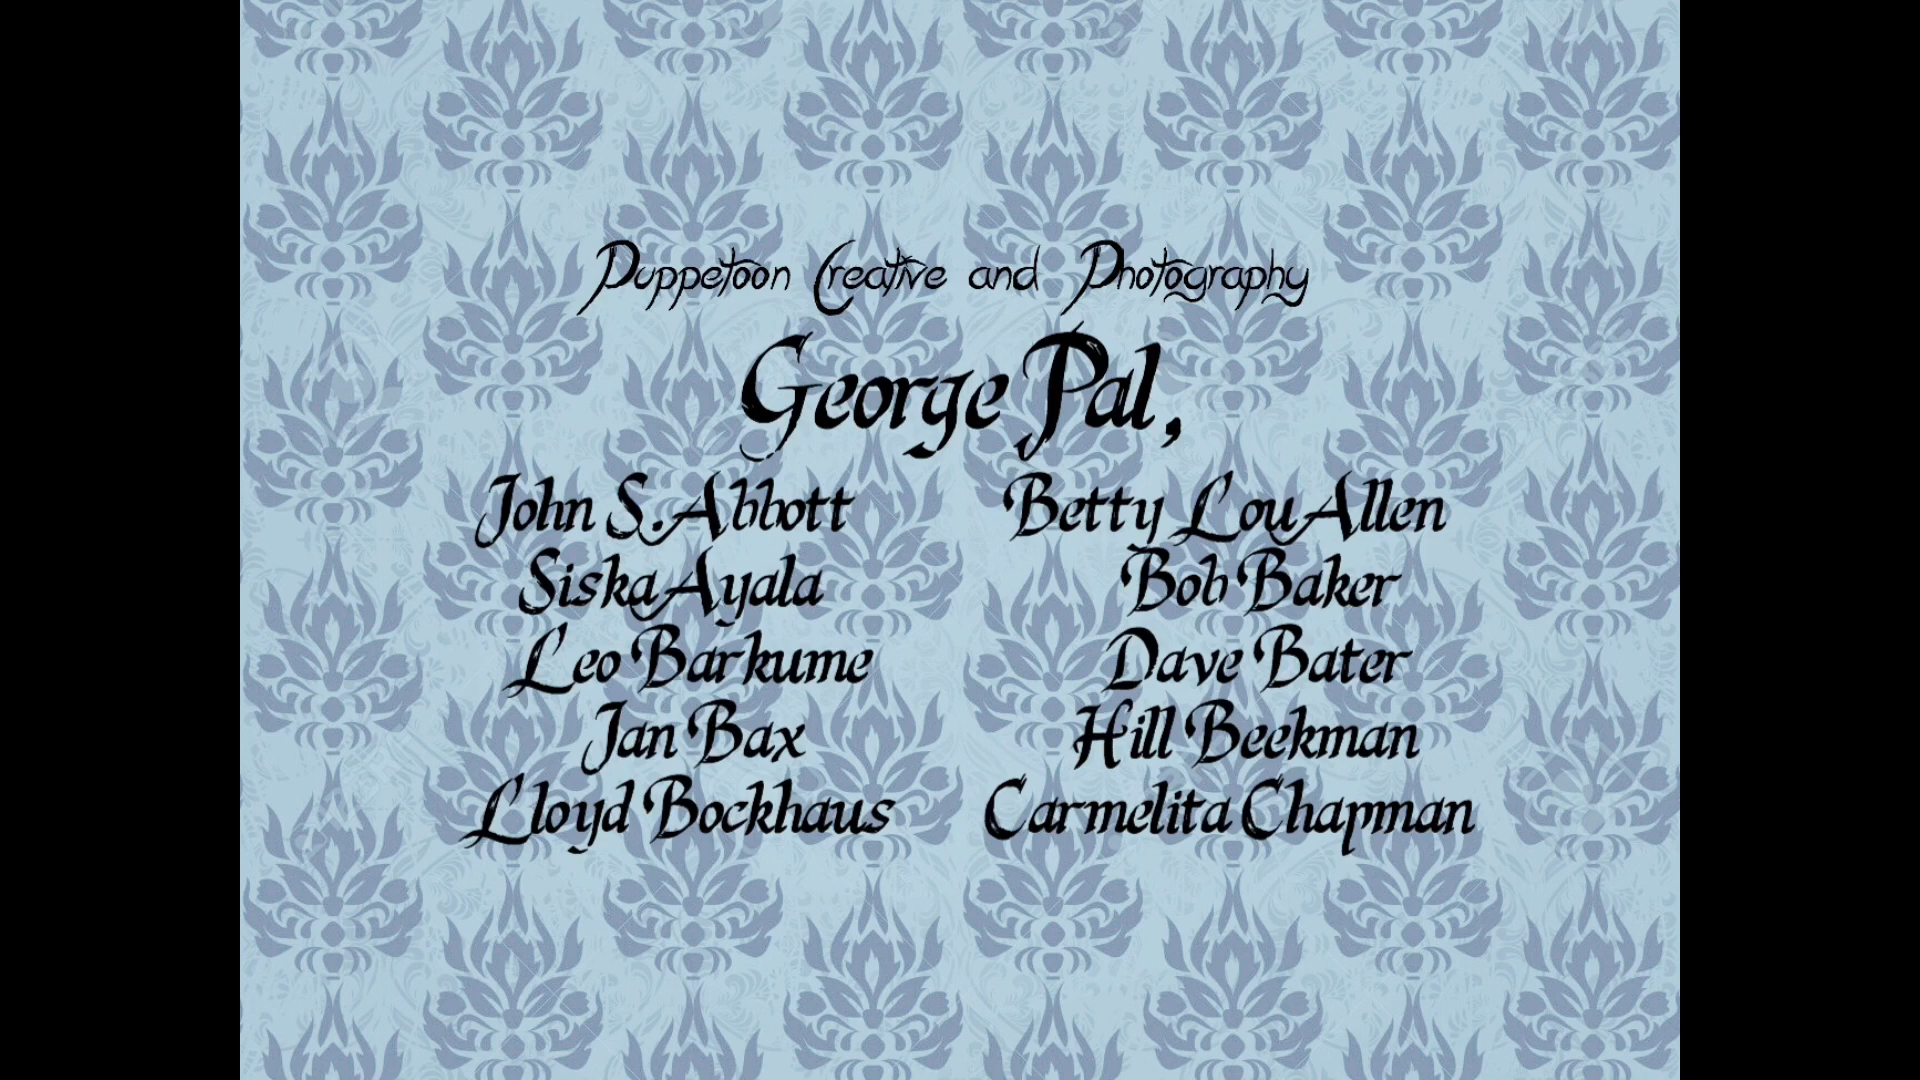 Puppetoon Creative and Photography
George Pal,
John S. Abbott
Betty Lou Allen
Siska Ayala
Bob Baker
Leo Barkume
Dave Bater
Jan Bax
Hill Beekman
Lloyd Bockhaus
Carmelita Chapman